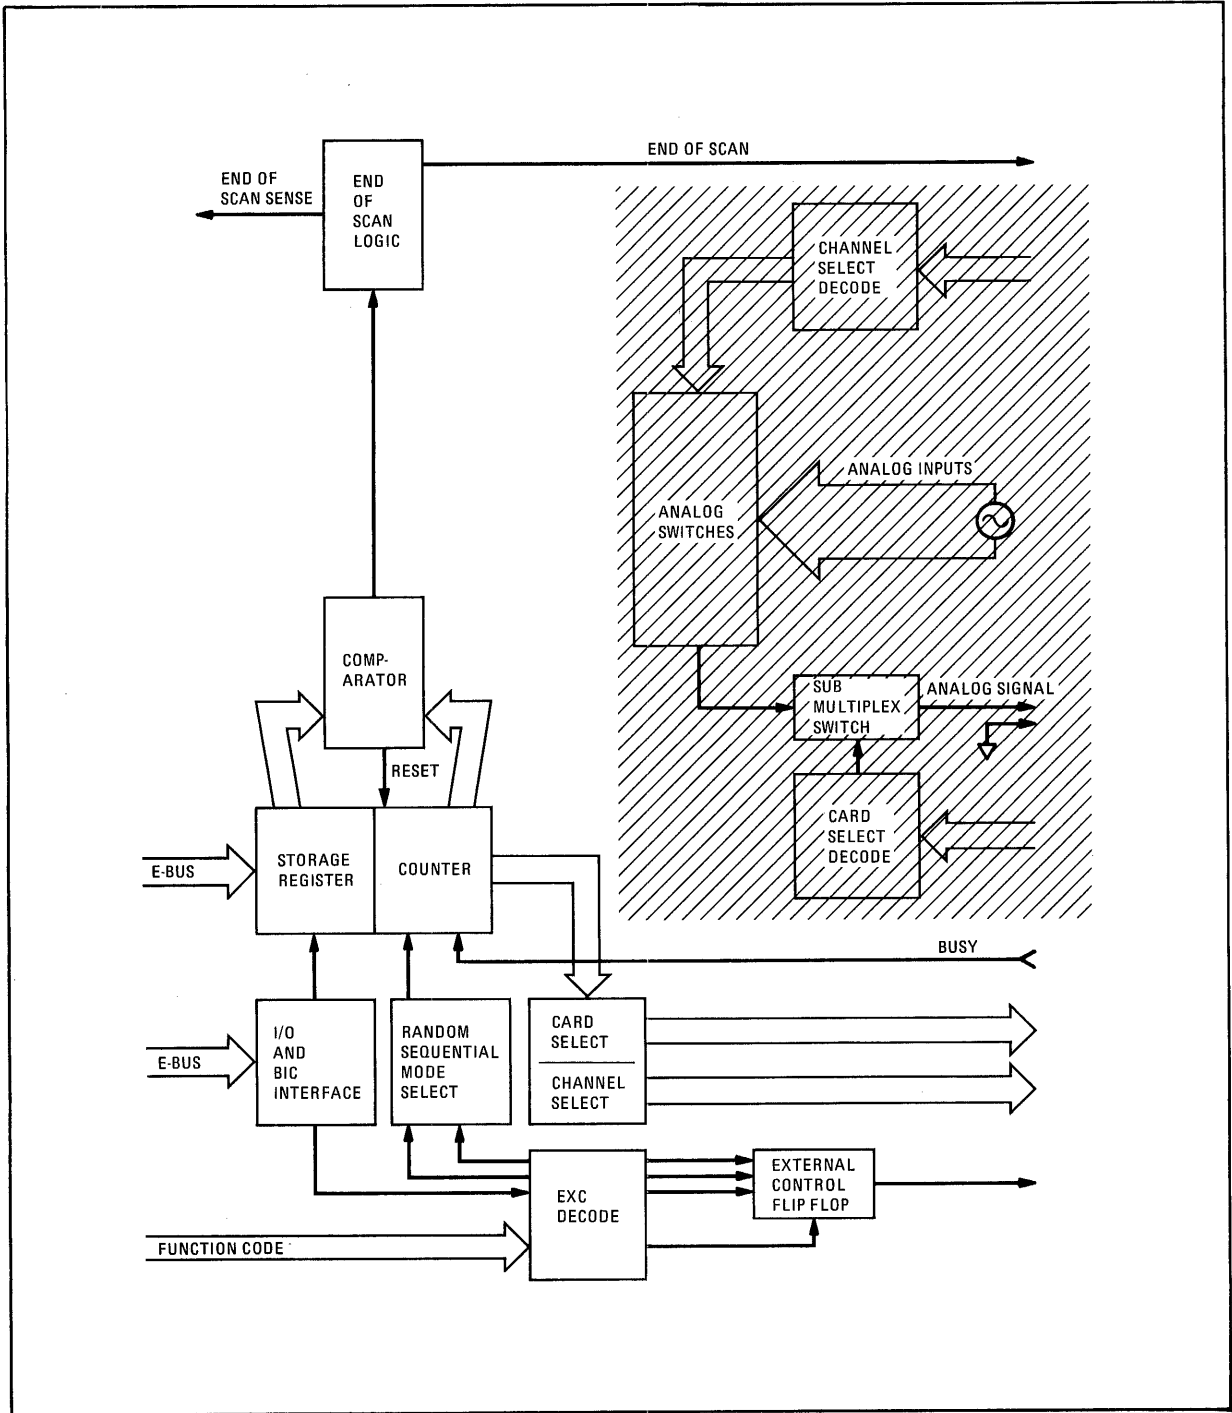 END OF SCAN
END OF
SCAN SENSE
END
OF
SCAN
LOGIC
CHANNEL
SELECT
DECODE
ANALOG INPUTS
ANALOG
SWITCHES
COMP-
ARATOR
SUB
MULTIPLEX
SWITCH
ANALOG SIGNAL
RESET
CARD
SELECT
DECODE
E-BUS
STORAGE
REGISTER
COUNTER
BUSY
E-BUS
I/O
AND
BIC
INTERFACE
RANDOM
SEQUENTIAL
MODE
SELECT
CARD
SELECT
CHANNEL
SELECT
EXC
DECODE
EXTERNAL
CONTROL
FLIP FLOP
FUNCTION CODE